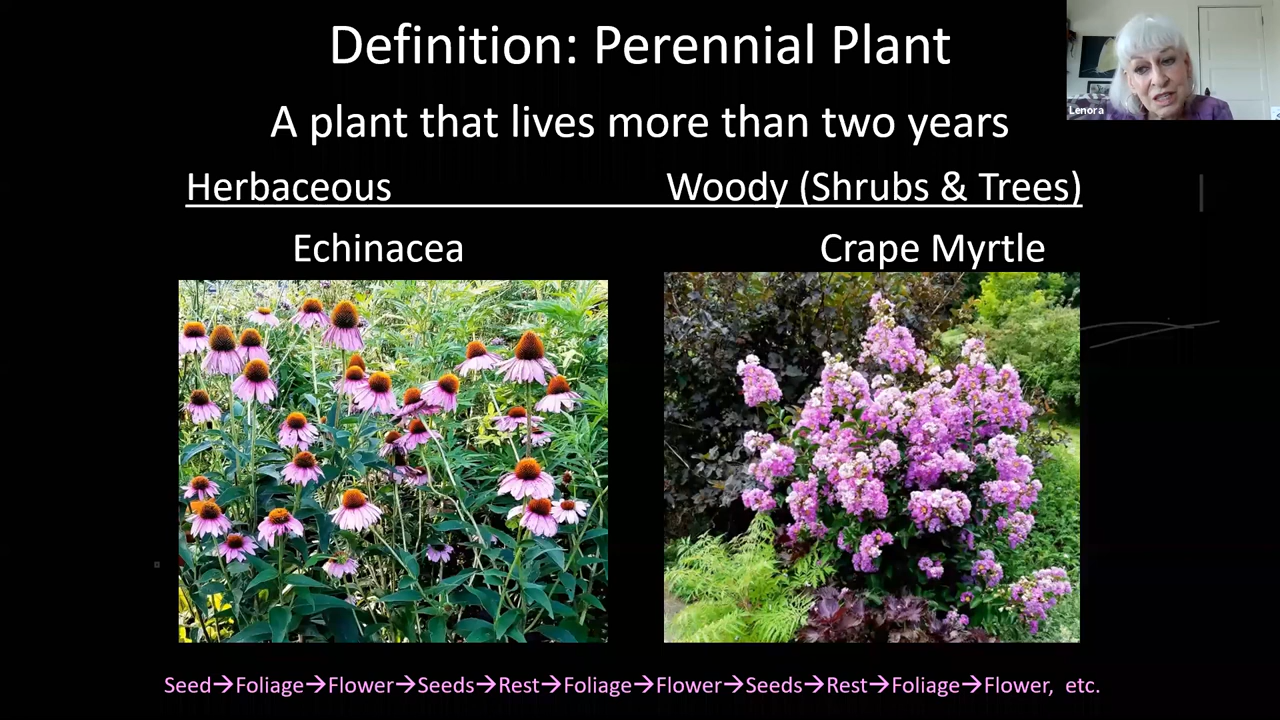 Definition: Perennial Plant
Lenora
A plant that lives more than two years
Herbaceous Woody (Shrubs & Trees)
Echinacea Crape Myrtle
Seed→Foliage→Flower→Seeds→Rest→Foliage→Flower→Seeds→Rest→Foliage→Flower, etc.